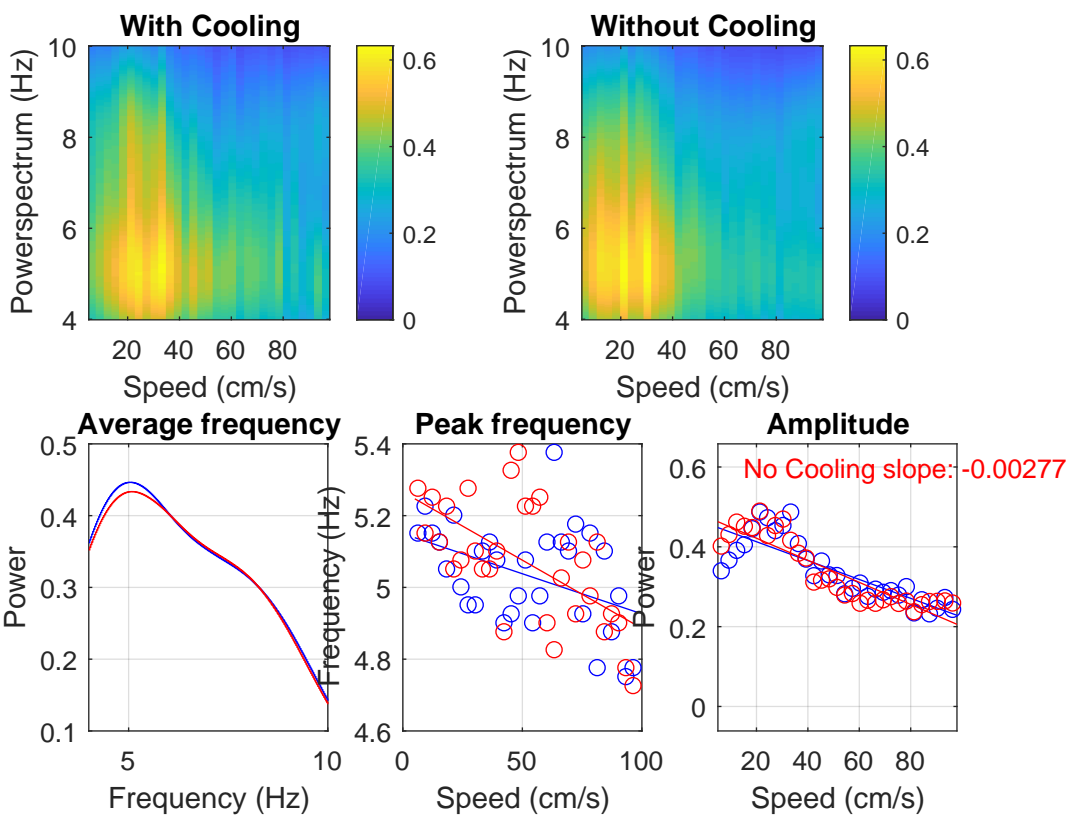 With Cooling
Without Cooling
10
8
6
4
Powerspectrum (Hz)
20 40 60 80
Speed (cm/s)
0.6
0.4
0.2
0
10
8
6
4
Powerspectrum (Hz)
20 40 60 80
Speed (cm/s)
0.6
0.4
0.2
0
Average frequency
0.5
0.4
0.3
0.2
0.1
Power
5 10
Frequency (Hz)
Peak frequency
5.4
5.2
5
4.8
4.6
Frequency (Hz)
0 50 100
Speed (cm/s)
Amplitude
No Cooling slope: -0.00277
0.6
0.4
0.2
0
Power
20 40 60 80
Speed (cm/s)